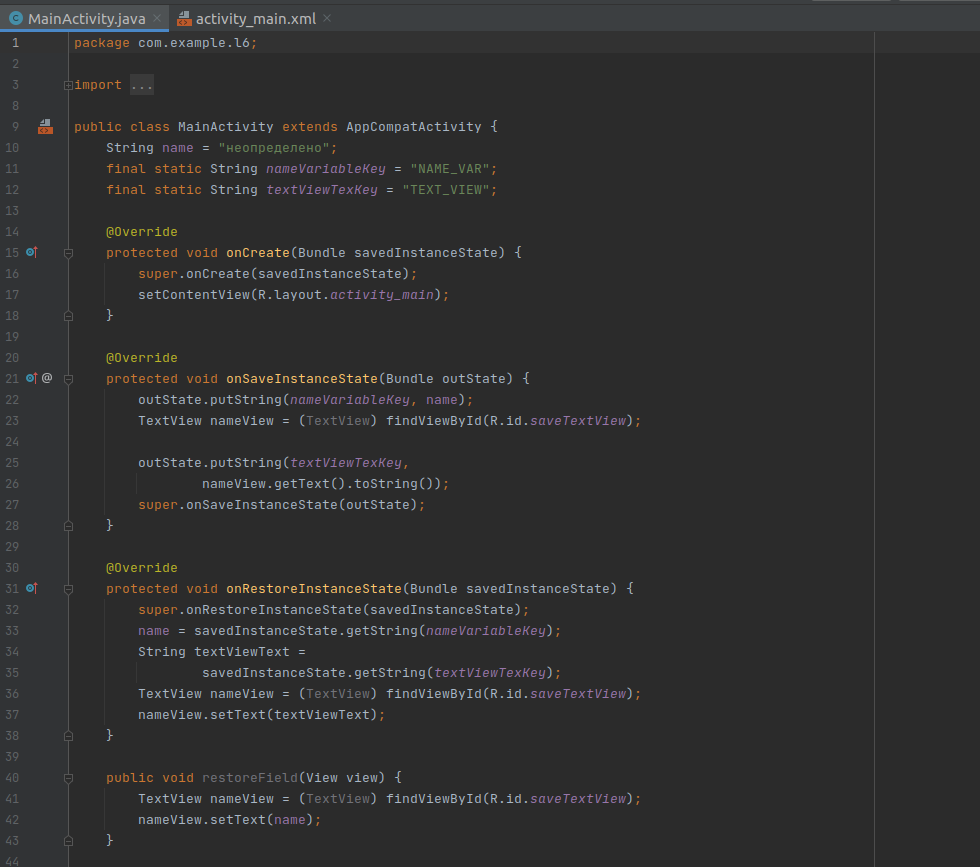 MainActivity.java
activity_main.xml
1 package com.example.l6;
2
3 import ...
8
9 public class MainActivity extends AppCompatActivity {
10 String name = "неопределено";
11 final static String nameVariableKey = "NAME_VAR";
12 final static String textViewTexKey = "TEXT_VIEW";
13
14 @Override
15 protected void onCreate(Bundle savedInstanceState) {
16 super.onCreate(savedInstanceState);
17 setContentView(R.layout.activity_main);
18 }
19
20 @Override
21 @ protected void onSaveInstanceState(Bundle outState) {
22 outState.putString(nameVariableKey, name);
23 TextView nameView = (TextView) findViewById(R.id.saveTextView);
24
25 outState.putString(textViewTexKey,
26 nameView.getText().toString());
27 super.onSaveInstanceState(outState);
28 }
29
30 @Override
31 protected void onRestoreInstanceState(Bundle savedInstanceState) {
32 super.onRestoreInstanceState(savedInstanceState);
33 name = savedInstanceState.getString(nameVariableKey);
34 String textViewText =
35 savedInstanceState.getString(textViewTexKey);
36 TextView nameView = (TextView) findViewById(R.id.saveTextView);
37 nameView.setText(textViewText);
38 }
39
40 public void restoreField(View view) {
41 TextView nameView = (TextView) findViewById(R.id.saveTextView);
42 nameView.setText(name);
43 }
44